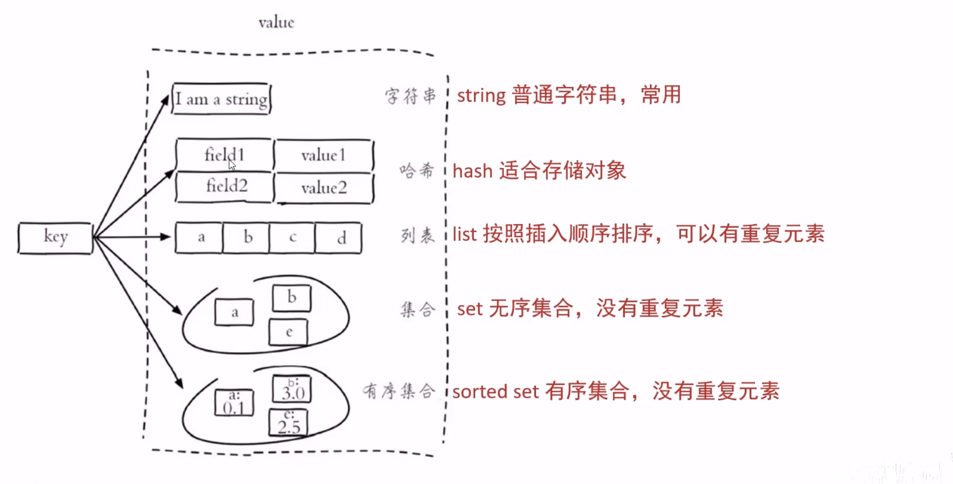 value
I am a string
字符串
string 普通字符串，常用
field1 value1
field2 value2
哈希
hash 适合存储对象
key
a b c d
列表
list 按照插入顺序排序，可以有重复元素
a
b
e
集合
set 无序集合，没有重复元素
a:
0.1
b:
3.0
e:
2.5
有序集合
sorted set 有序集合，没有重复元素